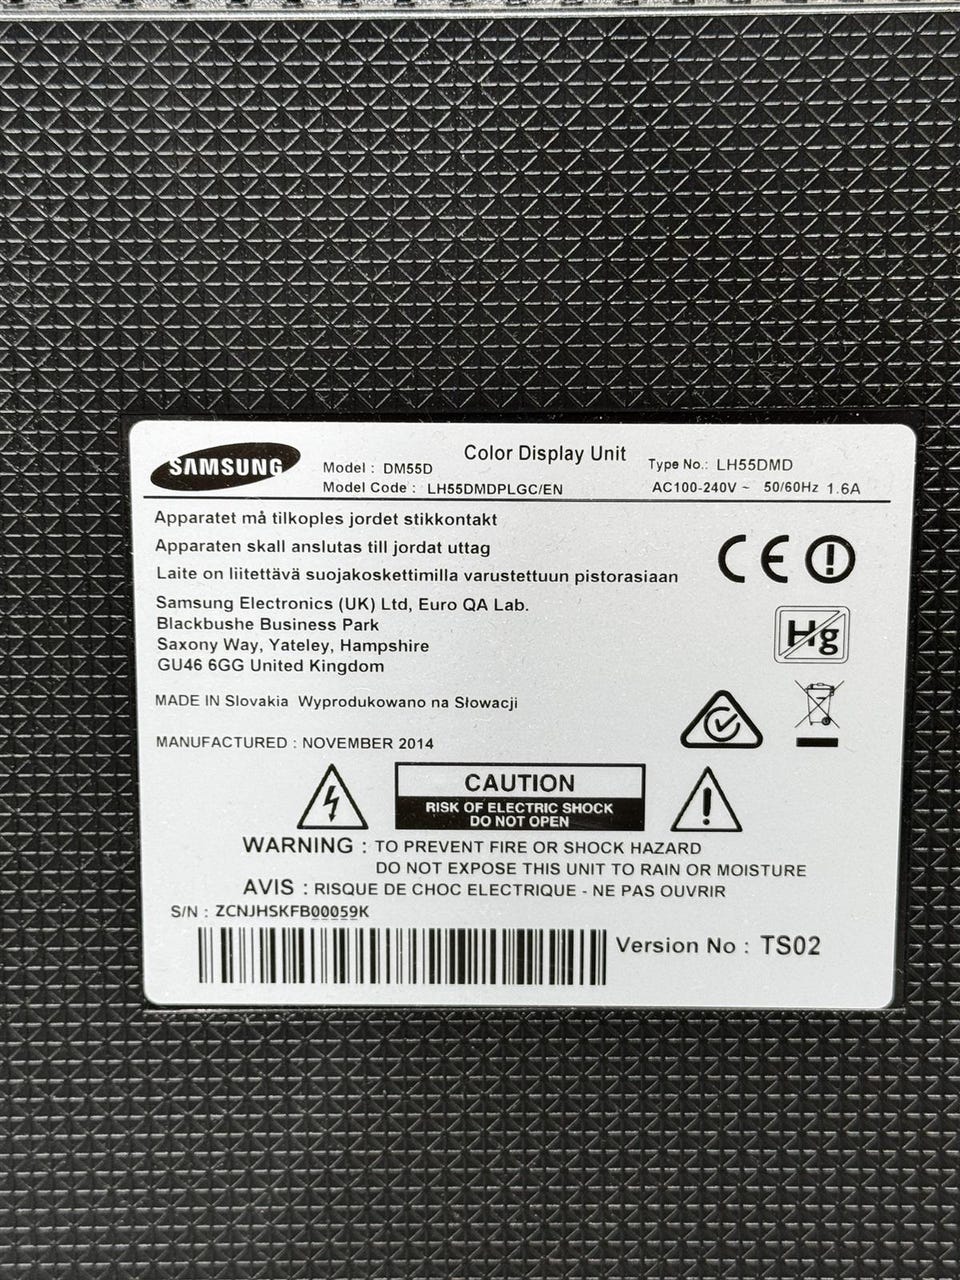 SAMSUNG
Color Display Unit
Model : DM55D
Type No.: LH55DMD
Model Code : LH55DMDPLGC/EN
AC100-240V ~ 50/60Hz 1.6A
Apparatet må tilkoples jordet stikkontakt
Apparaten skall anslutas till jordat uttag
Laite on liitettävä suojakoskettimilla varustettuun pistorasiaan
Samsung Electronics (UK) Ltd, Euro QA Lab.
Blackbushe Business Park
Saxony Way, Yateley, Hampshire
GU46 6GG United Kingdom
CE
Hg
MADE IN Slovakia Wyprodukowano na Słowacji
MANUFACTURED : NOVEMBER 2014
CAUTION
RISK OF ELECTRIC SHOCK
DO NOT OPEN
WARNING : TO PREVENT FIRE OR SHOCK HAZARD
DO NOT EXPOSE THIS UNIT TO RAIN OR MOISTURE
AVIS : RISQUE DE CHOC ELECTRIQUE - NE PAS OUVRIR
S/N : ZCNJHSKFB00059K
Version No : TS02